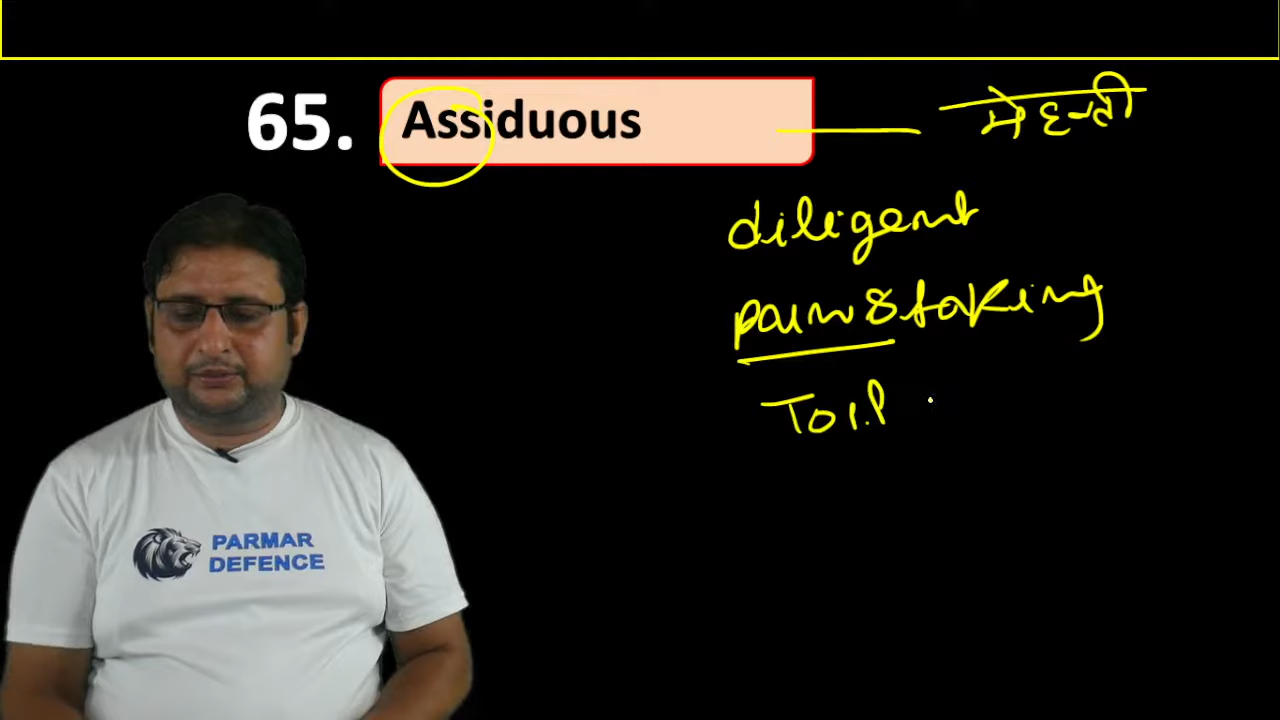 65. Assiduous
मेहनती
diligent
painstaking
Toil
PARMAR
DEFENCE